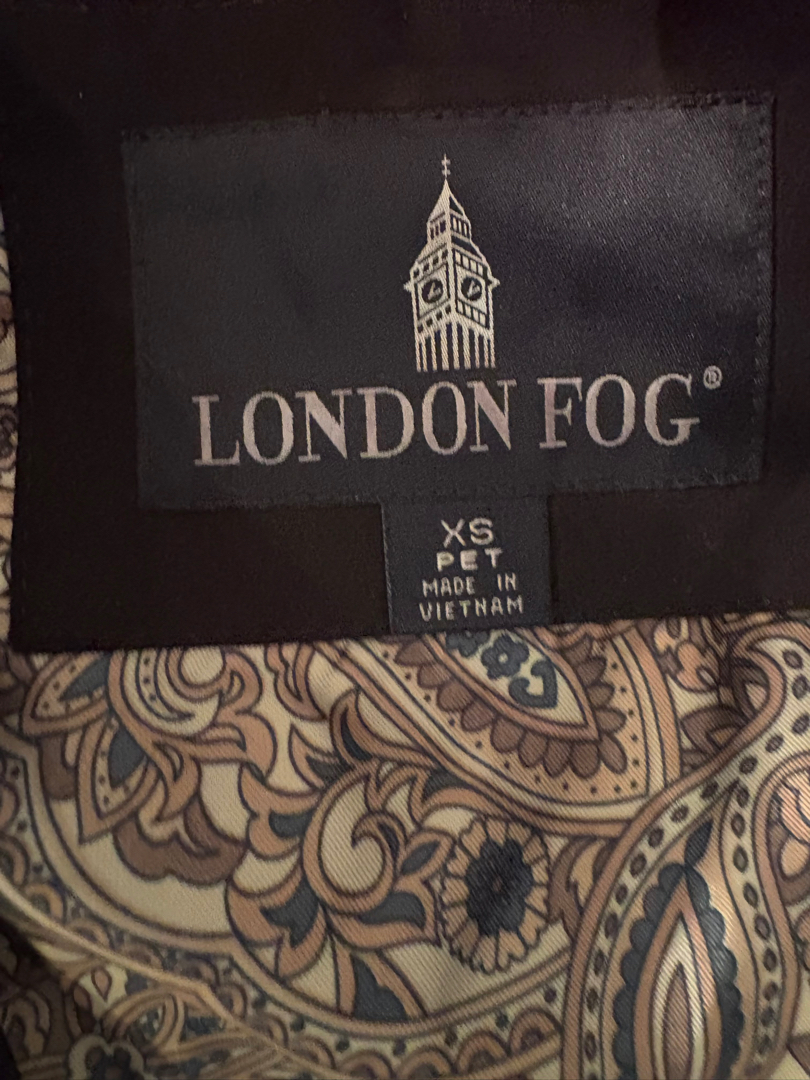 LONDON FOG®
XS
PET
MADE IN
VIETNAM